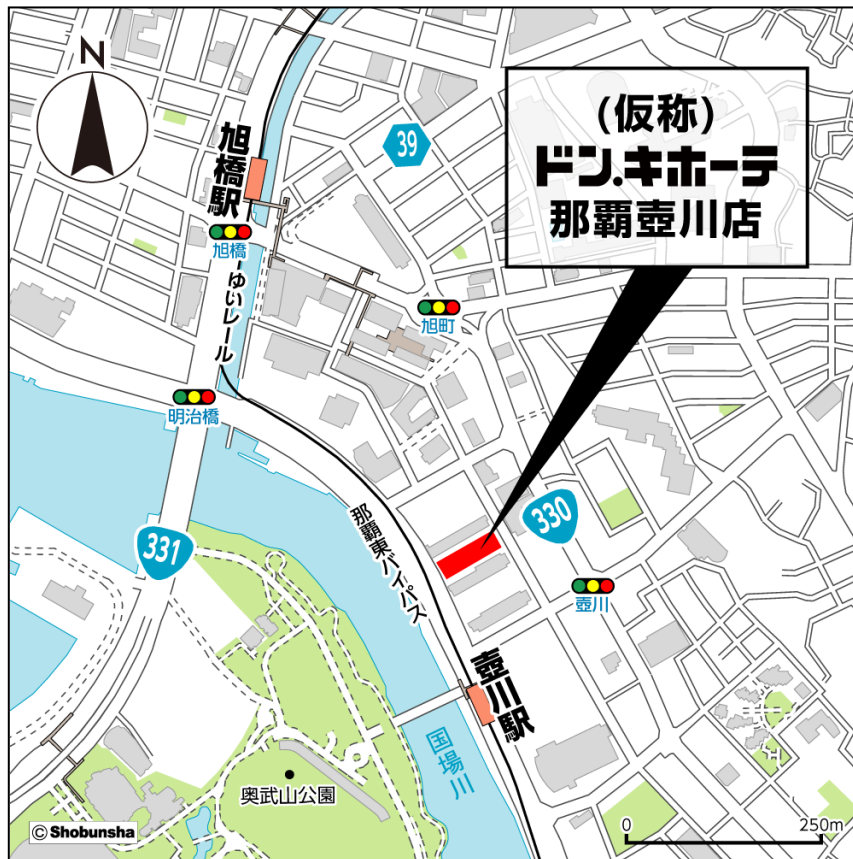 N
(仮称)
ドン.キホーテ
那覇壺川店
39
旭橋駅
旭橋
ゆいレール
旭町
明治橋
331
那覇東バイパス
330
壺川
壺川駅
国場川
奥武山公園
© Shobunsha
0 250m